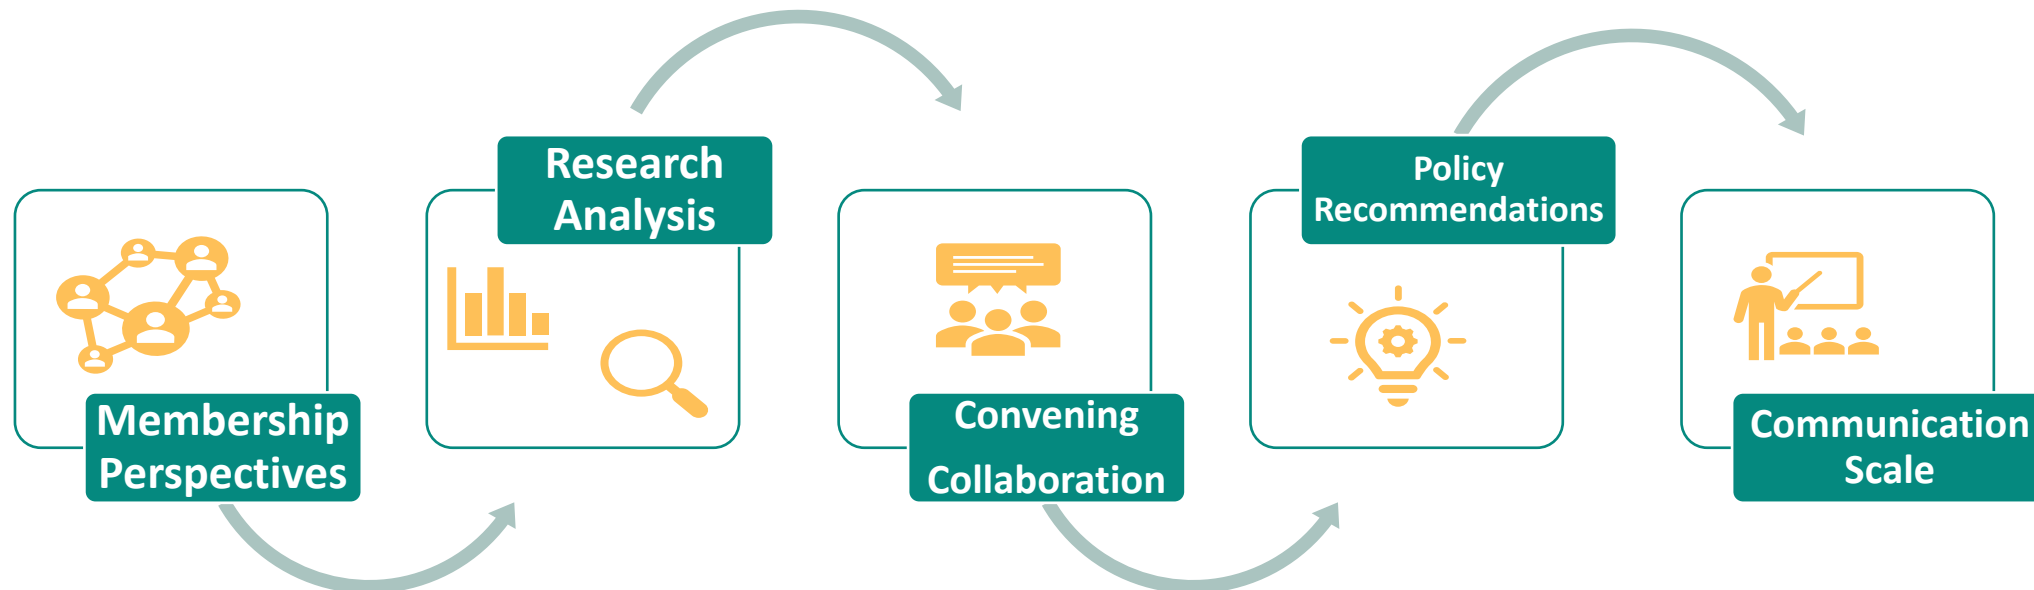 Membership
Perspectives
Research
Analysis
Convening
Collaboration
Policy
Recommendations
Communication
Scale